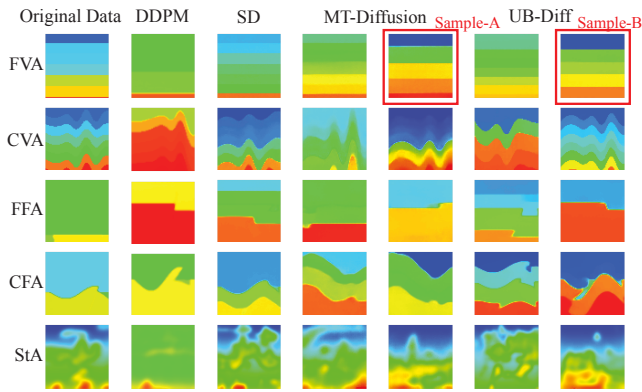 Original Data DDPM SD MT-Diffusion Sample-A UB-Diff Sample-B
FVA
CVA
FFA
CFA
StA